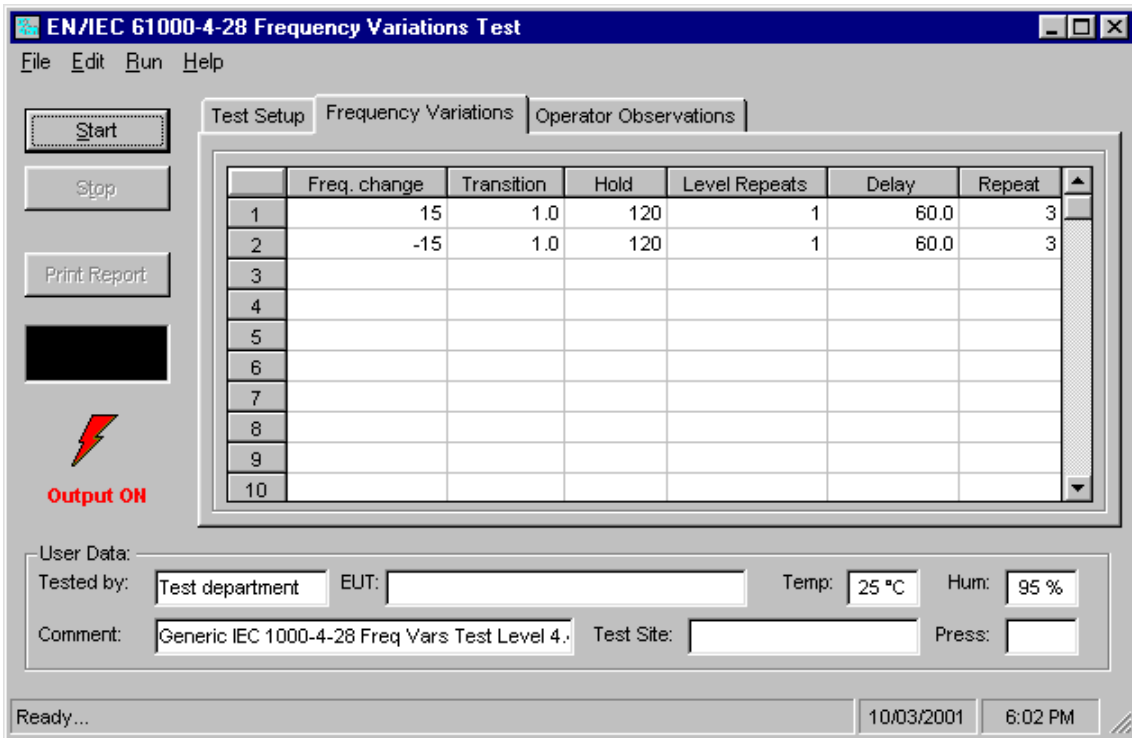 EN/IEC 61000-4-28 Frequency Variations Test
File Edit Run Help
Start
Stop
Print Report
Output ON
Test Setup Frequency Variations Operator Observations
Freq. change Transition Hold Level Repeats Delay Repeat
1 15 1.0 120 1 60.0 3
2 -15 1.0 120 1 60.0 3
3
4
5
6
7
8
9
10
User Data:
Tested by: Test department EUT: Temp: 25 °C Hum: 95 %
Comment: Generic IEC 1000-4-28 Freq Vars Test Level 4. Test Site: Press:
Ready... 10/03/2001 6:02 PM